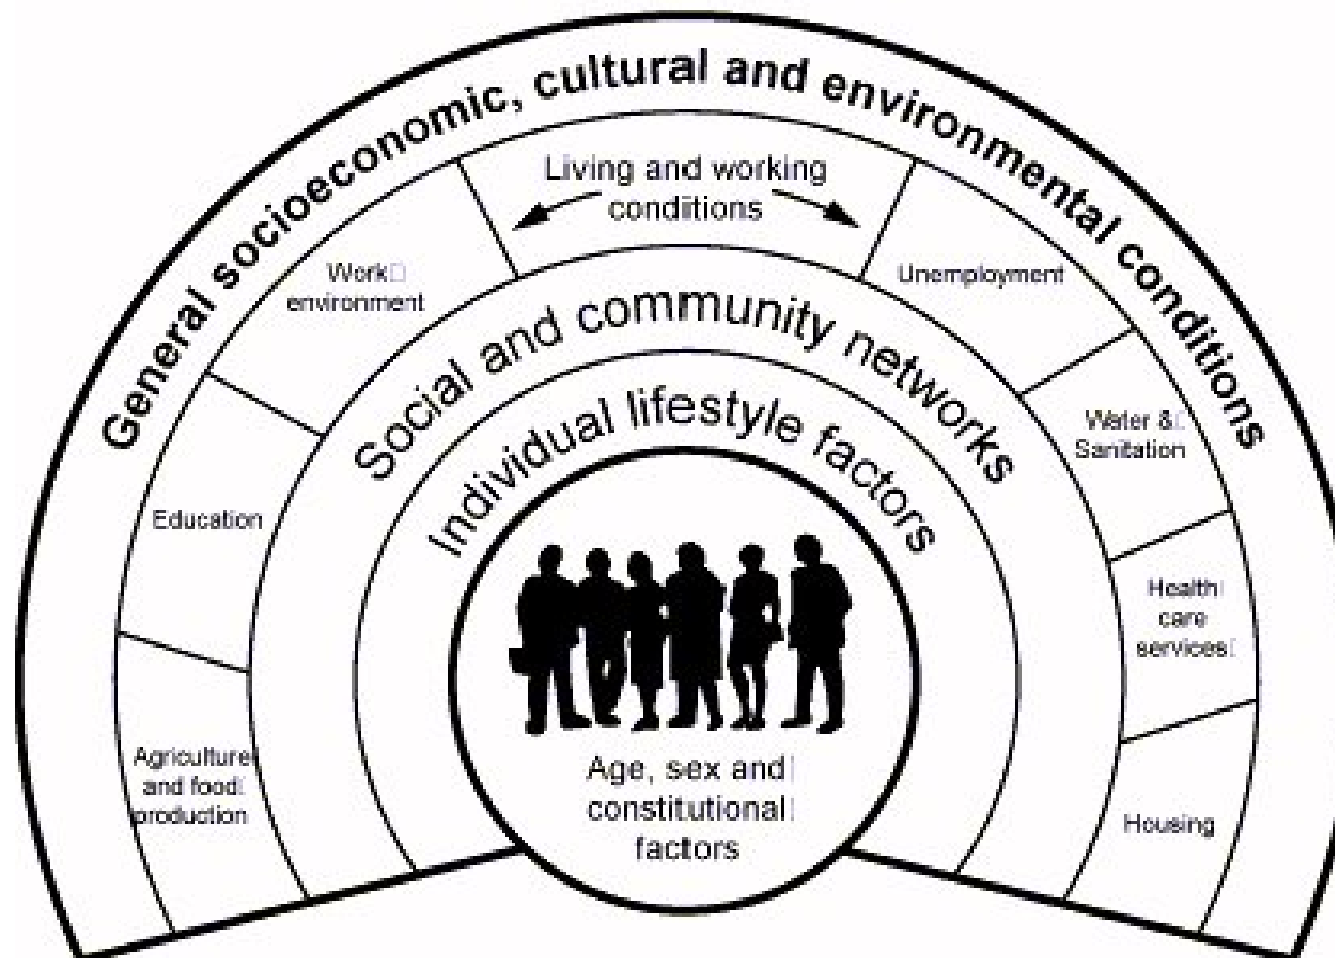 General socioeconomic, cultural and environmental conditions
Living and working
conditions
Work
environment
Unemployment
Social and community networks
Individual lifestyle factors
Education
Water &
Sanitation
Health
care
services
Agriculture
and food
production
Housing
Age, sex and
constitutional
factors